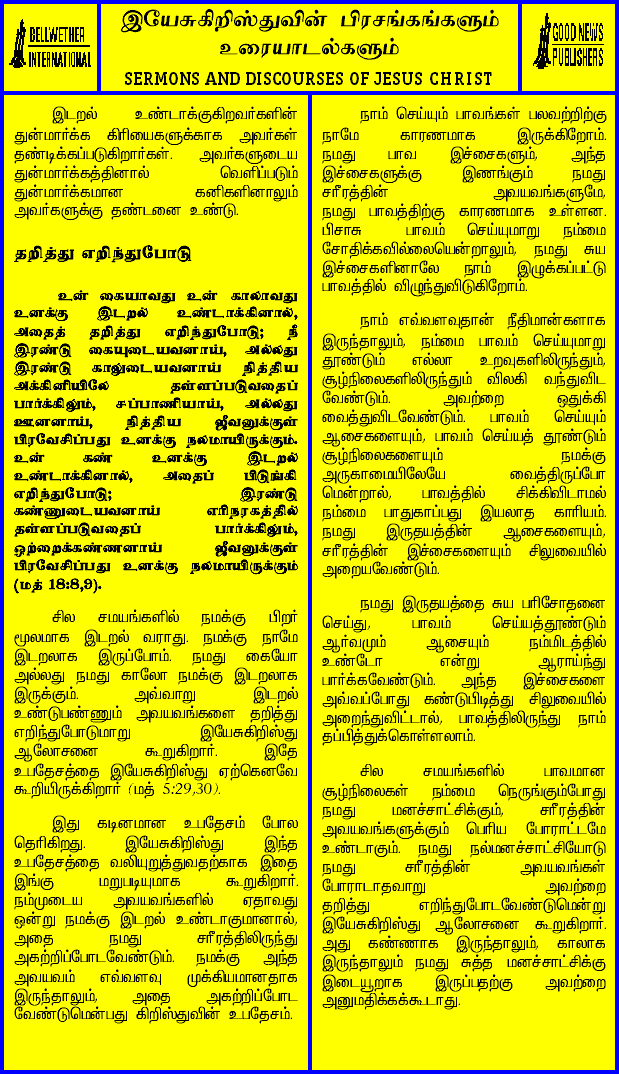 BELLWETHER
INTERNATIONAL
இயேசுகிறிஸ்துவின் பிரசங்கங்களும்
உரையாடல்களும்
SERMONS AND DISCOURSES OF JESUS CHRIST
GOOD NEWS
PUBLISHERS
இடறல் உண்டாக்குகிறவர்களின்
துன்மார்க்க கிரியைகளுக்காக அவர்கள்
தண்டிக்கப்படுகிறார்கள். அவர்களுடைய
துன்மார்க்கத்தினால் வெளிப்படும்
துன்மார்க்கமான கனிகளினாலும்
அவர்களுக்கு தண்டனை உண்டு.
தறித்து எறிந்துபோடு
உன் கையாவது உன் காலாவது
உனக்கு இடறல் உண்டாக்கினால்,
அதைத் தறித்து எறிந்துபோடு; நீ
இரண்டு கையுடையவனாய், அல்லது
இரண்டு காலுடையவனாய் நித்திய
அக்கினியிலே தள்ளப்படுவதைப்
பார்க்கிலும், சப்பாணியாய், அல்லது
ஊனனாய், நித்திய ஜீவனுக்குள்
பிரவேசிப்பது உனக்கு நலமாயிருக்கும்.
உன் கண் உனக்கு இடறல்
உண்டாக்கினால், அதைப் பிடுங்கி
எறிந்துபோடு; இரண்டு
கண்ணுடையவனாய் எரிநரகத்தில்
தள்ளப்படுவதைப் பார்க்கிலும்,
ஒற்றைக்கண்ணனாய் ஜீவனுக்குள்
பிரவேசிப்பது உனக்கு நலமாயிருக்கும்
(மத் 18:8,9).
சில சமயங்களில் நமக்கு பிறர்
மூலமாக இடறல் வராது. நமக்கு நாமே
இடறலாக இருப்போம். நமது கையோ
அல்லது நமது காலோ நமக்கு இடறலாக
இருக்கும். அவ்வாறு இடறல்
உண்டுபண்ணும் அவயவங்களை தறித்து
எறிந்துபோடுமாறு இயேசுகிறிஸ்து
ஆலோசனை கூறுகிறார். இதே
உபதேசத்தை இயேசுகிறிஸ்து ஏற்கெனவே
கூறியிருக்கிறார் (மத் 5:29,30).
இது கடினமான உபதேசம் போல
தெரிகிறது. இயேசுகிறிஸ்து இந்த
உபதேசத்தை வலியுறுத்துவதற்காக இதை
இங்கு மறுபடியுமாக கூறுகிறார்.
நம்முடைய அவயவங்களில் ஏதாவது
ஒன்று நமக்கு இடறல் உண்டாகுமானால்,
அதை நமது சரீரத்திலிருந்து
அகற்றிப்போடவேண்டும். நமக்கு அந்த
அவயவம் எவ்வளவு முக்கியமானதாக
இருந்தாலும், அதை அகற்றிப்போட
வேண்டுமென்பது கிறிஸ்துவின் உபதேசம்.
நாம் செய்யும் பாவங்கள் பலவற்றிற்கு
நாமே காரணமாக இருக்கிறோம்.
நமது பாவ இச்சைகளும், அந்த
இச்சைகளுக்கு இணங்கும் நமது
சரீரத்தின் அவயவங்களுமே,
நமது பாவத்திற்கு காரணமாக உள்ளன.
பிசாசு பாவம் செய்யுமாறு நம்மை
சோதிக்கவில்லையென்றாலும், நமது சுய
இச்சைகளினாலே நாம் இழுக்கப்பட்டு
பாவத்தில் விழுந்துவிடுகிறோம்.
நாம் எவ்வளவுதான் நீதிமான்களாக
இருந்தாலும், நம்மை பாவம் செய்யுமாறு
தூண்டும் எல்லா உறவுகளிலிருந்தும்,
சூழ்நிலைகளிலிருந்தும் விலகி வந்துவிட
வேண்டும். அவற்றை ஒதுக்கி
வைத்துவிடவேண்டும். பாவம் செய்யும்
ஆசைகளையும், பாவம் செய்யத் தூண்டும்
சூழ்நிலைகளையும் நமக்கு
அருகாமையிலேயே வைத்திருப்போ
மென்றால், பாவத்தில் சிக்கிவிடாமல்
நம்மை பாதுகாப்பது இயலாத காரியம்.
நமது இருதயத்தின் ஆசைகளையும்,
சரீரத்தின் இச்சைகளையும் சிலுவையில்
அறையவேண்டும்.
நமது இருதயத்தை சுய பரிசோதனை
செய்து, பாவம் செய்யத்தூண்டும்
ஆர்வமும் ஆசையும் நம்மிடத்தில்
உண்டோ என்று ஆராய்ந்து
பார்க்கவேண்டும். அந்த இச்சைகளை
அவ்வப்போது கண்டுபிடித்து சிலுவையில்
அறைந்துவிட்டால், பாவத்திலிருந்து நாம்
தப்பித்துக்கொள்ளலாம்.
சில சமயங்களில் பாவமான
சூழ்நிலைகள் நம்மை நெருங்கும்போது
நமது மனச்சாட்சிக்கும், சரீரத்தின்
அவயவங்களுக்கும் பெரிய போராட்டமே
உண்டாகும். நமது நல்மனச்சாட்சியோடு
நமது சரீரத்தின் அவயவங்கள்
போராடாதவாறு அவற்றை
தறித்து எறிந்துபோடவேண்டுமென்று
இயேசுகிறிஸ்து ஆலோசனை கூறுகிறார்.
அது கண்ணாக இருந்தாலும், காலாக
இருந்தாலும் நமது சுத்த மனச்சாட்சிக்கு
இடையூறாக இருப்பதற்கு அவற்றை
அனுமதிக்கக்கூடாது.